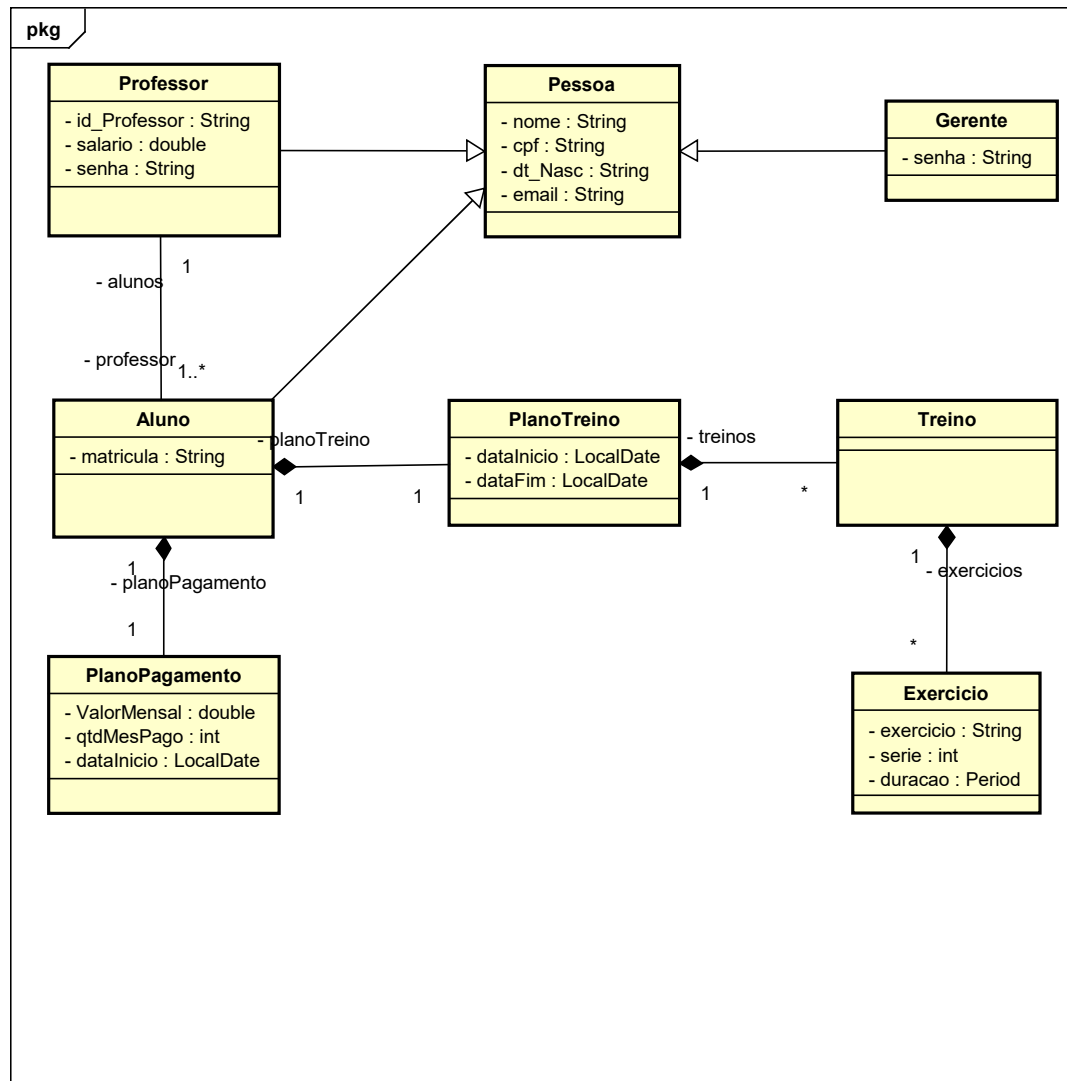 pkg
Professor
- id_Professor : String
- salario : double
- senha : String
Pessoa
- nome : String
- cpf : String
- dt_Nasc : String
- email : String
Gerente
- senha : String
1
- alunos
- professor
1..*
Aluno
- matricula : String
- planoTreino
1
1
PlanoTreino
- dataInicio : LocalDate
- dataFim : LocalDate
- treinos
1
*
Treino
1
- planoPagamento
1
1
- exercicios
*
PlanoPagamento
- ValorMensal : double
- qtdMesPago : int
- dataInicio : LocalDate
Exercicio
- exercicio : String
- serie : int
- duracao : Period